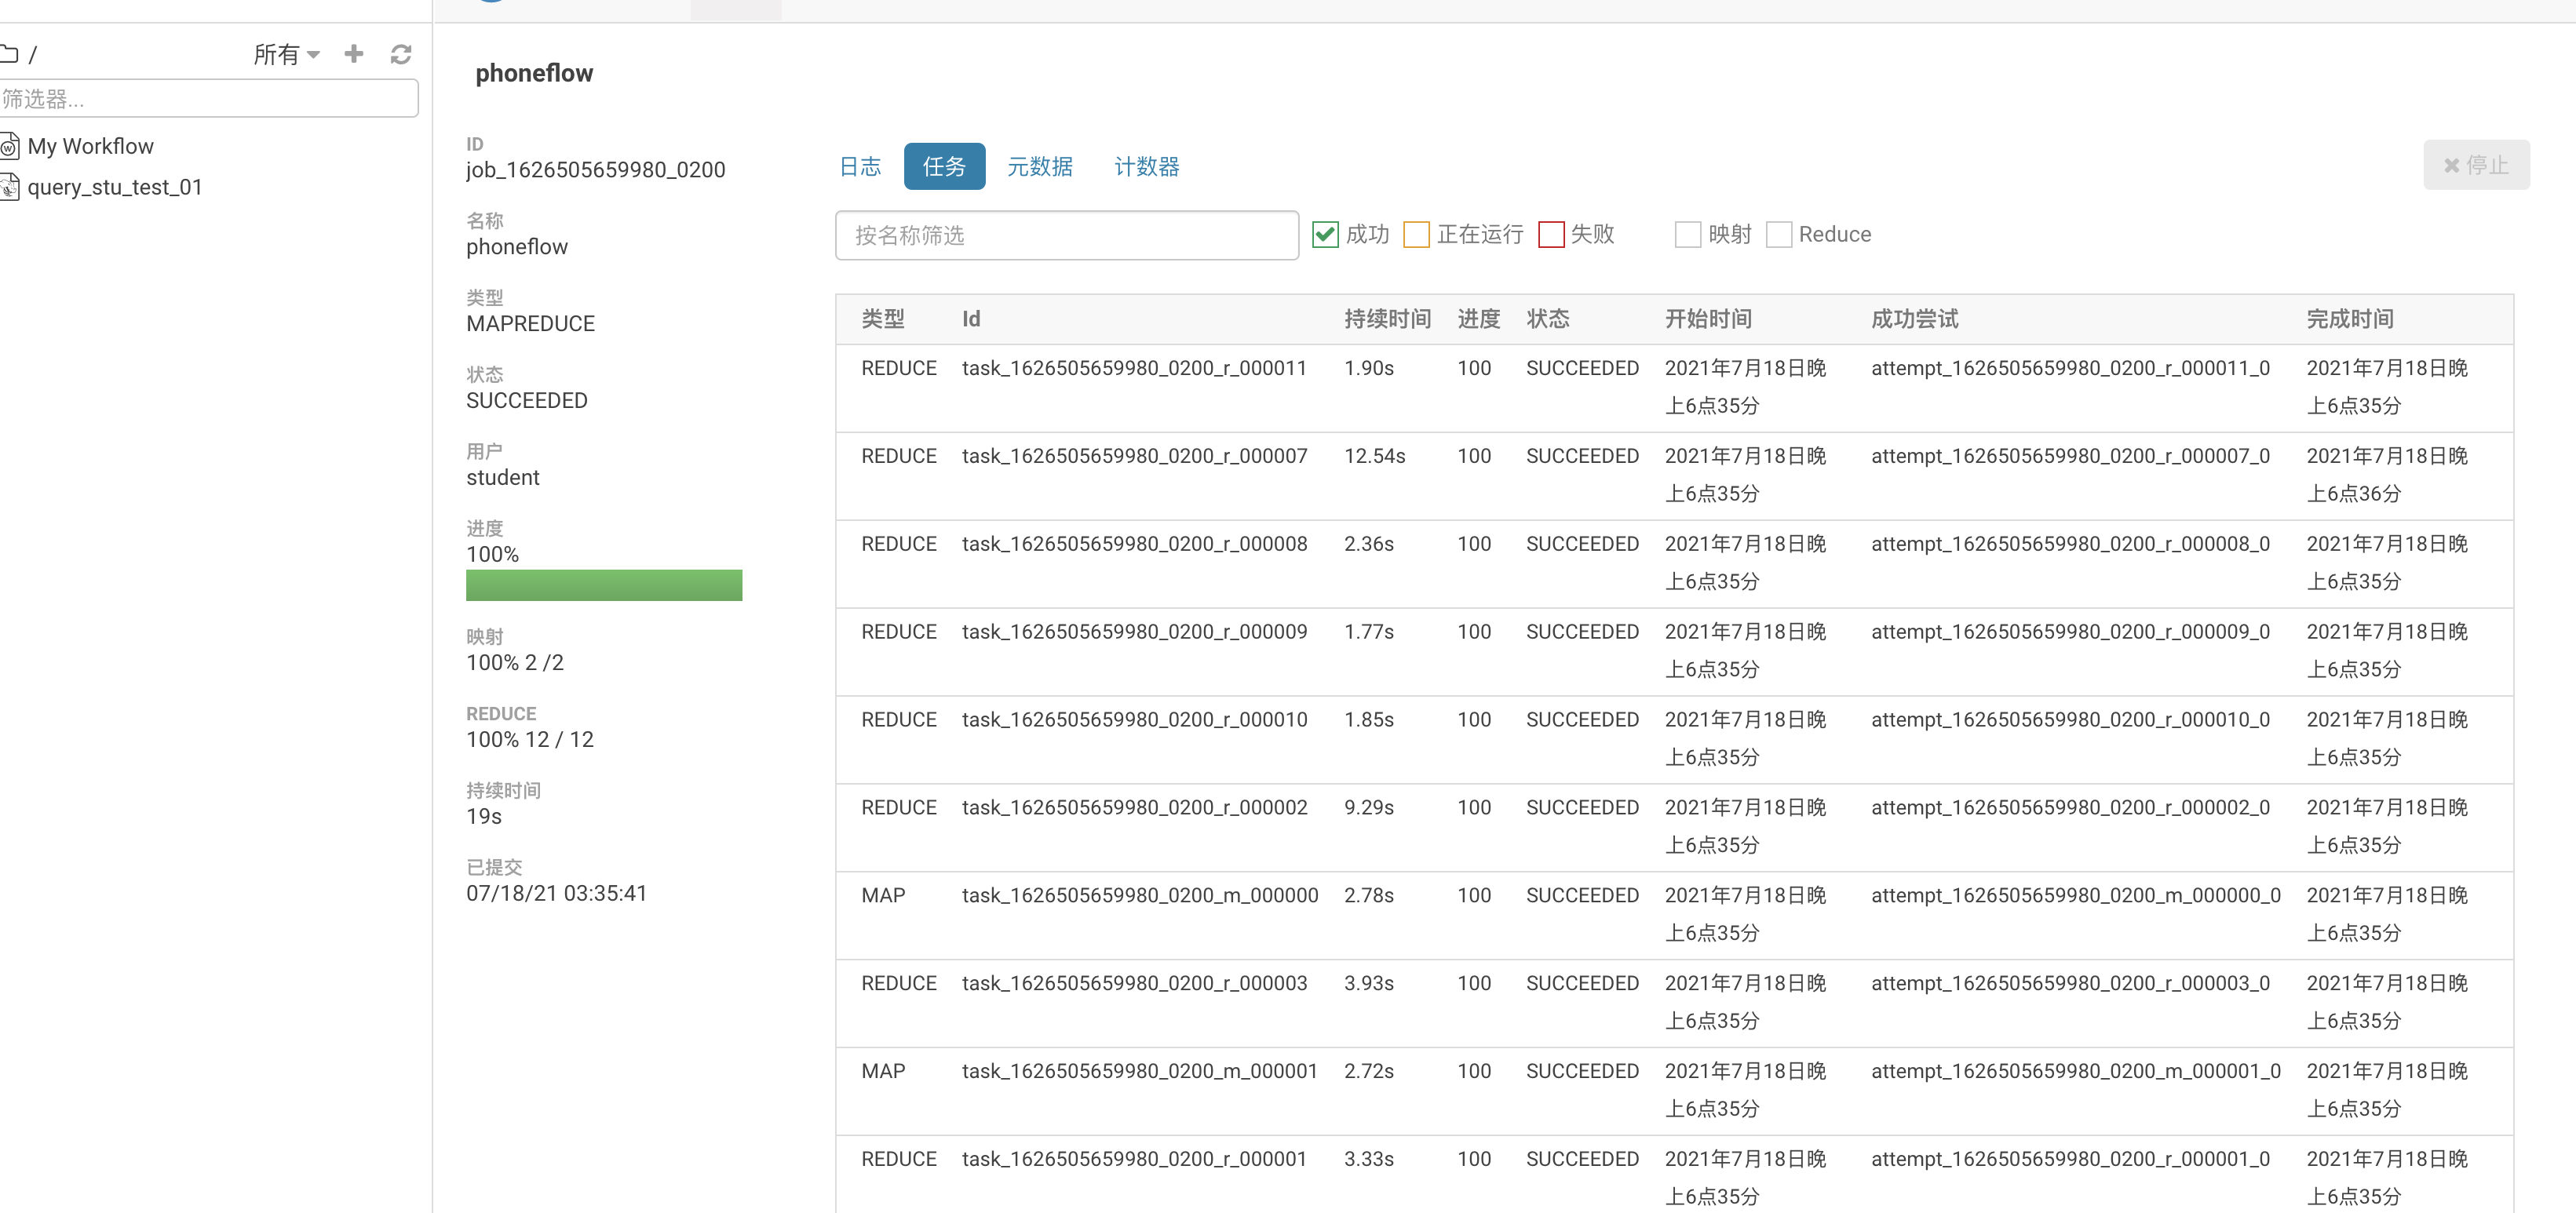 /
所有
筛选器...
My Workflow
query_stu_test_01
phoneflow
ID
job_1626505659980_0200
名称
phoneflow
类型
MAPREDUCE
状态
SUCCEEDED
用户
student
进度
100%
映射
100% 2 /2
REDUCE
100% 12 / 12
持续时间
19s
已提交
07/18/21 03:35:41
日志 任务 元数据 计数器
停止
按名称筛选 成功 正在运行 失败 映射 Reduce
类型 Id 持续时间 进度 状态 开始时间 成功尝试 完成时间
REDUCE task_1626505659980_0200_r_000011 1.90s 100 SUCCEEDED 2021年7月18日晚 attempt_1626505659980_0200_r_000011_0 2021年7月18日晚
上6点35分 上6点35分
REDUCE task_1626505659980_0200_r_000007 12.54s 100 SUCCEEDED 2021年7月18日晚 attempt_1626505659980_0200_r_000007_0 2021年7月18日晚
上6点35分 上6点36分
REDUCE task_1626505659980_0200_r_000008 2.36s 100 SUCCEEDED 2021年7月18日晚 attempt_1626505659980_0200_r_000008_0 2021年7月18日晚
上6点35分 上6点35分
REDUCE task_1626505659980_0200_r_000009 1.77s 100 SUCCEEDED 2021年7月18日晚 attempt_1626505659980_0200_r_000009_0 2021年7月18日晚
上6点35分 上6点35分
REDUCE task_1626505659980_0200_r_000010 1.85s 100 SUCCEEDED 2021年7月18日晚 attempt_1626505659980_0200_r_000010_0 2021年7月18日晚
上6点35分 上6点35分
REDUCE task_1626505659980_0200_r_000002 9.29s 100 SUCCEEDED 2021年7月18日晚 attempt_1626505659980_0200_r_000002_0 2021年7月18日晚
上6点35分 上6点35分
MAP task_1626505659980_0200_m_000000 2.78s 100 SUCCEEDED 2021年7月18日晚 attempt_1626505659980_0200_m_000000_0 2021年7月18日晚
上6点35分 上6点35分
REDUCE task_1626505659980_0200_r_000003 3.93s 100 SUCCEEDED 2021年7月18日晚 attempt_1626505659980_0200_r_000003_0 2021年7月18日晚
上6点35分 上6点35分
MAP task_1626505659980_0200_m_000001 2.72s 100 SUCCEEDED 2021年7月18日晚 attempt_1626505659980_0200_m_000001_0 2021年7月18日晚
上6点35分 上6点35分
REDUCE task_1626505659980_0200_r_000001 3.33s 100 SUCCEEDED 2021年7月18日晚 attempt_1626505659980_0200_r_000001_0 2021年7月18日晚
上6点35分 上6点35分